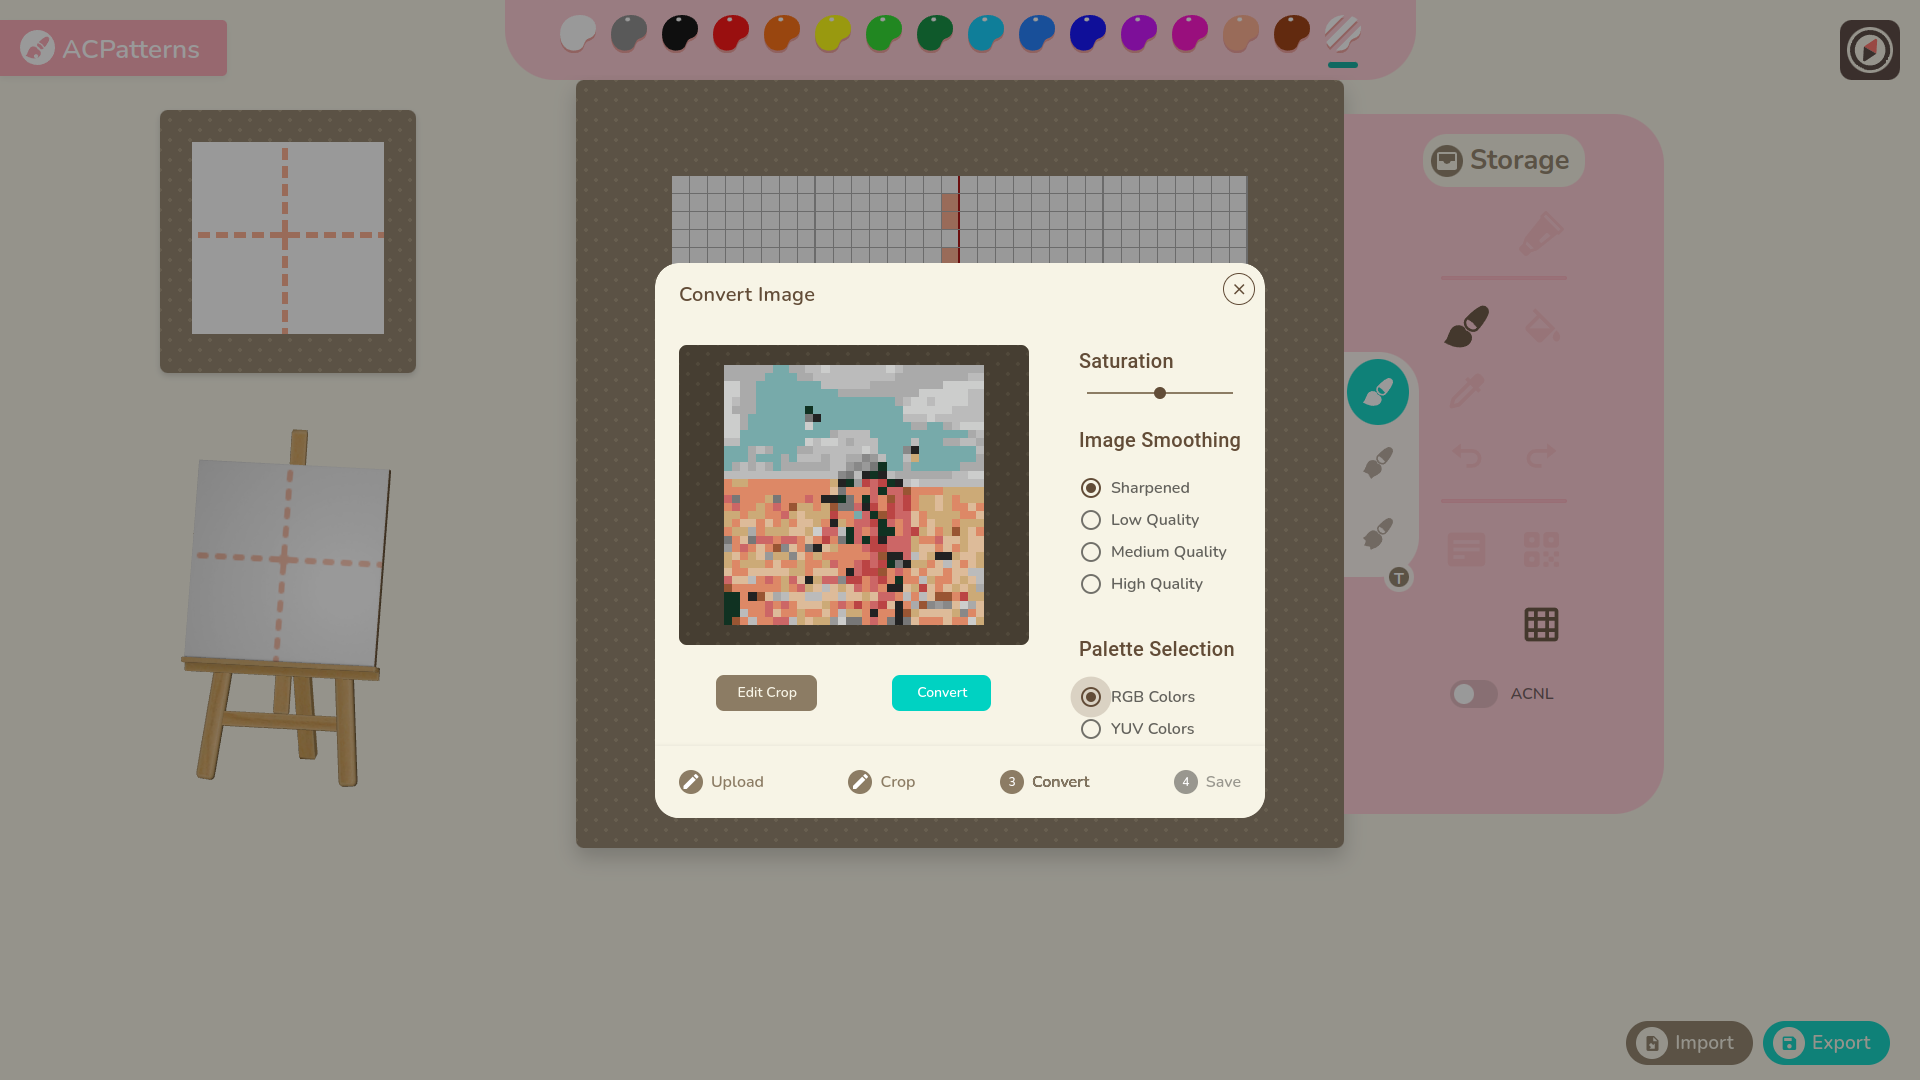 ACPatterns
Storage
Convert Image
Saturation
Image Smoothing
Sharpened
Low Quality
Medium Quality
High Quality
Palette Selection
RGB Colors
YUV Colors
Edit Crop
Convert
Upload
Crop
3 Convert
4 Save
T
ACNL
Import
Export